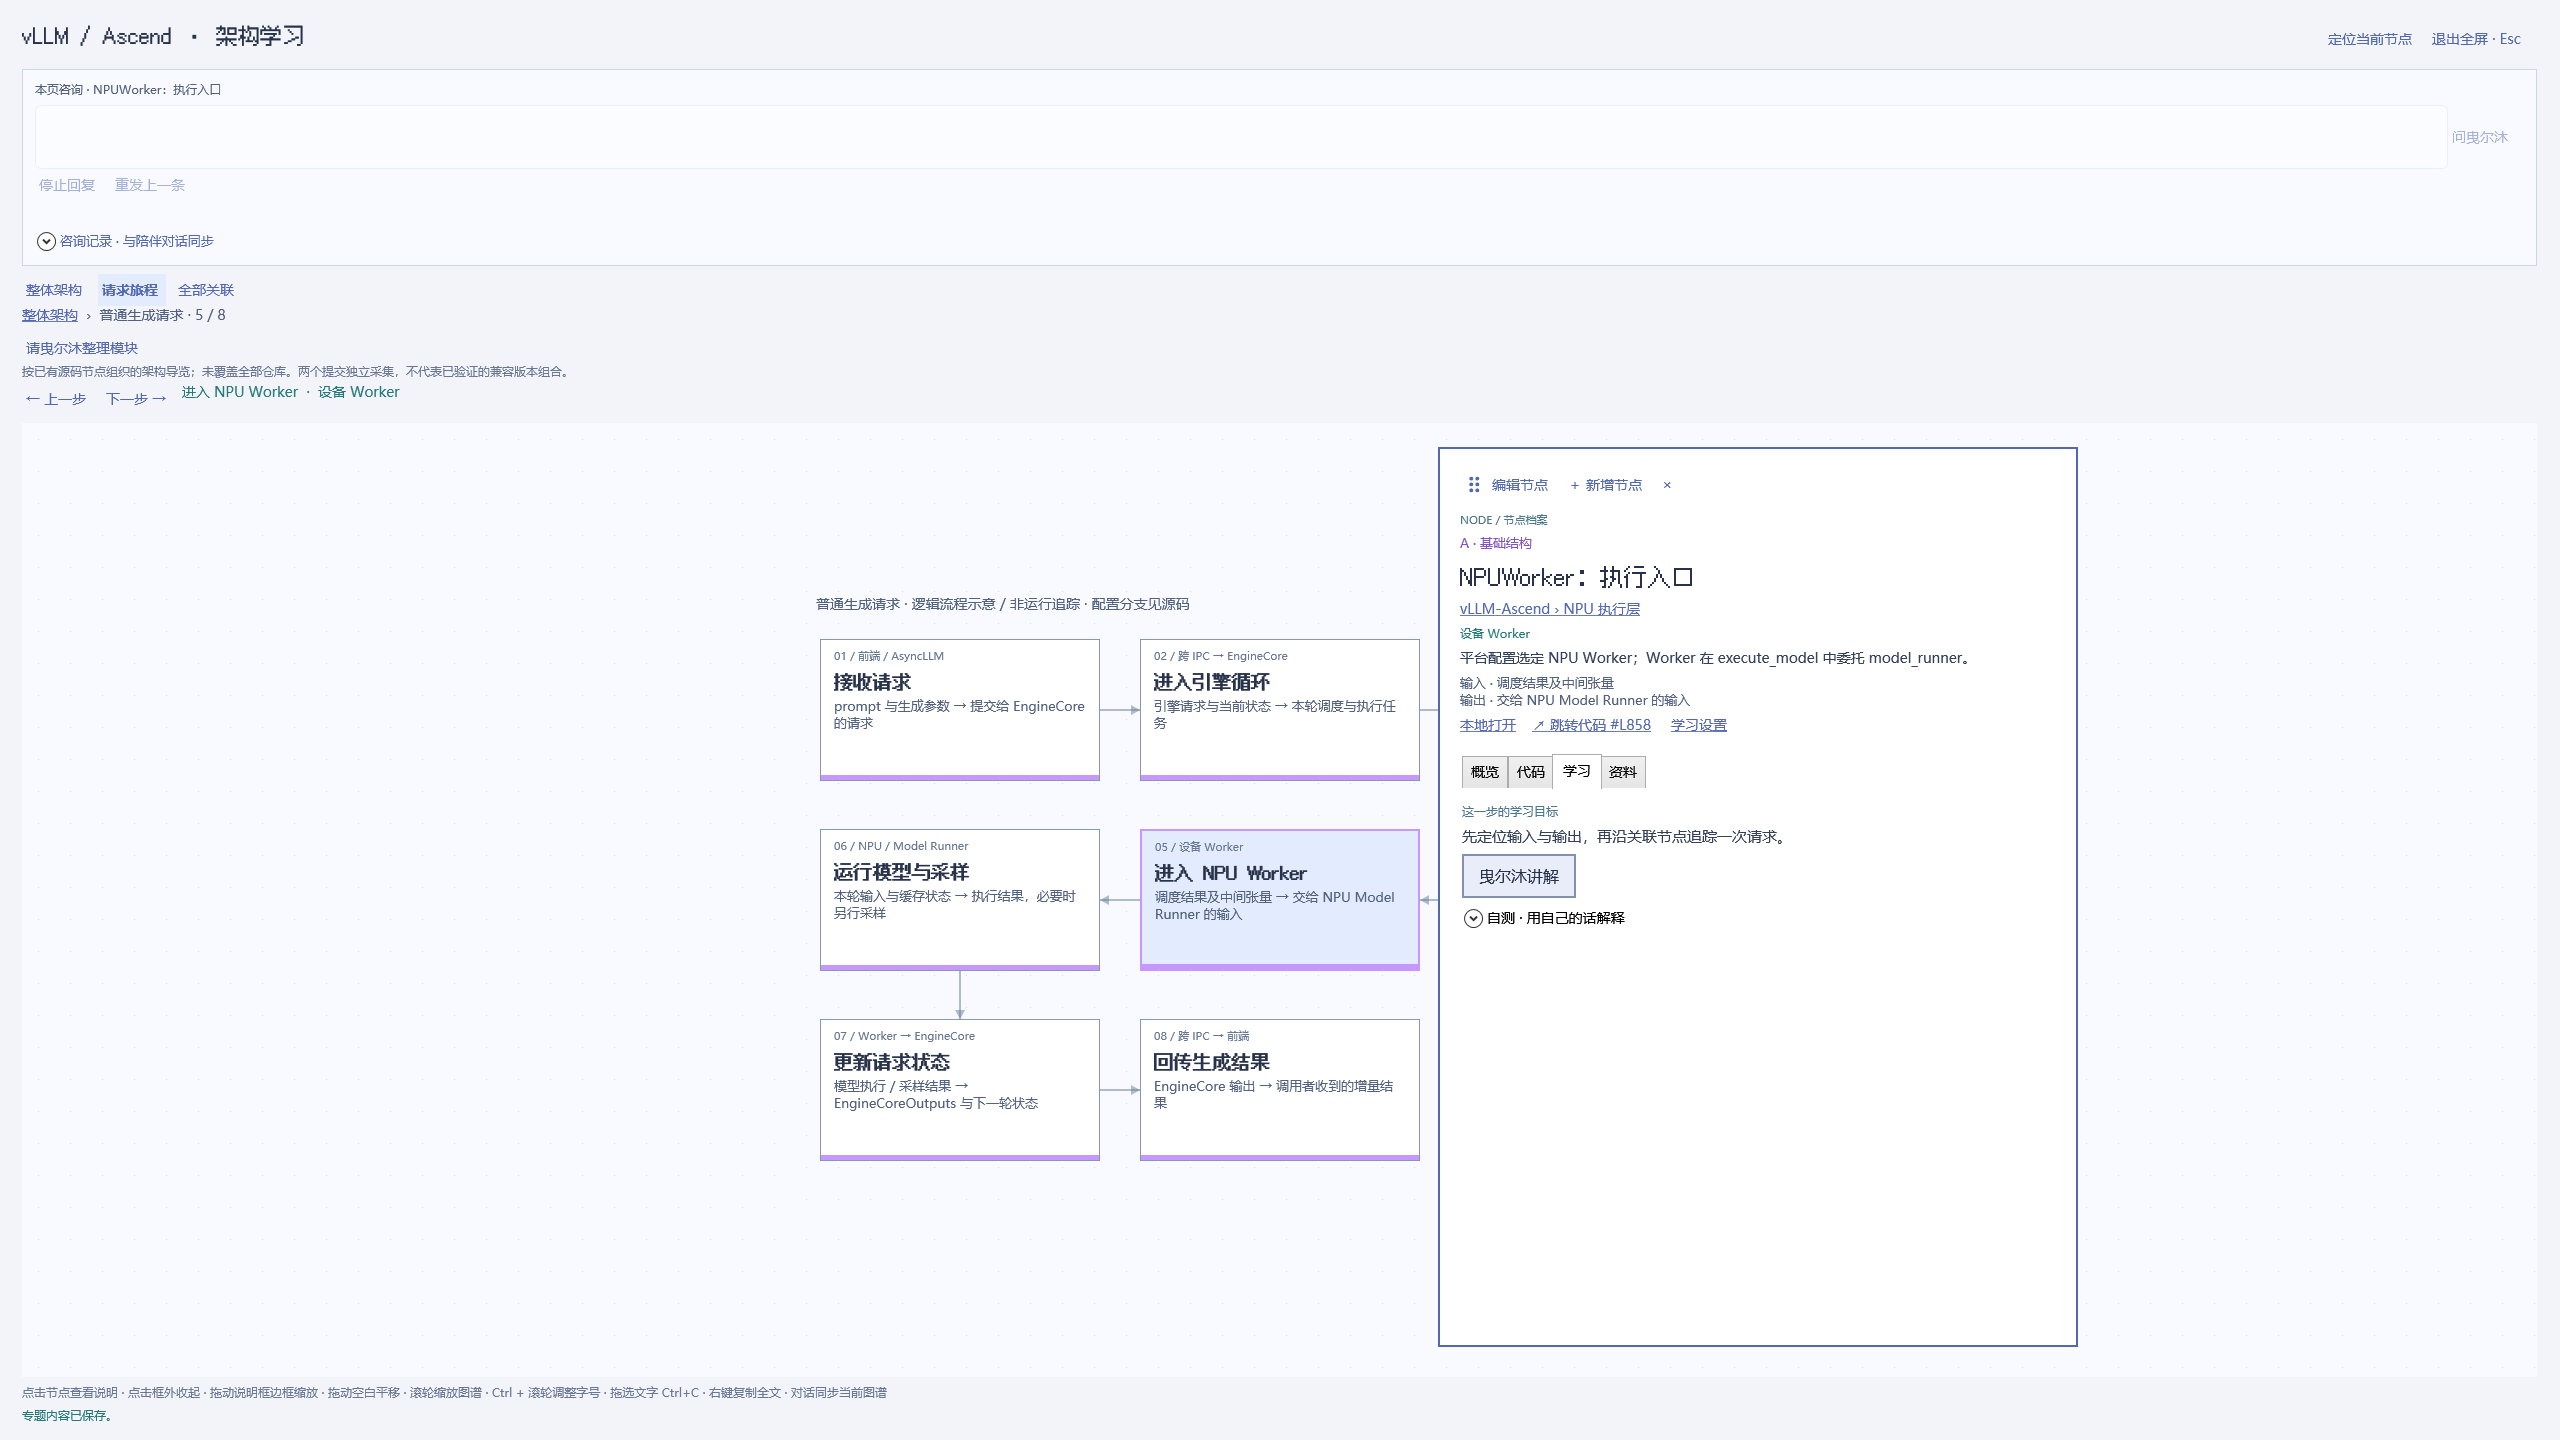 vLLM / Ascend · 架构学习
定位当前节点 退出全屏 · Esc
本页咨询 · NPUWorker：执行入口
问曳尔沐
停止回复 重发上一条
咨询记录 · 与陪伴对话同步
整体架构 请求旅程 全部关联
整体架构 › 普通生成请求 · 5 / 8
请曳尔沐整理模块
按已有源码节点组织的架构导览；未覆盖全部仓库。两个提交独立采集，不代表已验证的兼容版本组合。
← 上一步 下一步 → 进入 NPU Worker · 设备 Worker
普通生成请求 · 逻辑流程示意 / 非运行追踪 · 配置分支见源码
01 / 前端 / AsyncLLM
接收请求
prompt 与生成参数 → 提交给 EngineCore
的请求
02 / 跨 IPC → EngineCore
进入引擎循环
引擎请求与当前状态 → 本轮调度与执行任
务
06 / NPU / Model Runner
运行模型与采样
本轮输入与缓存状态 → 执行结果，必要时
另行采样
05 / 设备 Worker
进入 NPU Worker
调度结果及中间张量 → 交给 NPU Model
Runner 的输入
07 / Worker → EngineCore
更新请求状态
模型执行 / 采样结果 →
EngineCoreOutputs 与下一轮状态
08 / 跨 IPC → 前端
回传生成结果
EngineCore 输出 → 调用者收到的增量结
果
编辑节点 + 新增节点 ×
NODE / 节点档案
A · 基础结构
NPUWorker：执行入口
vLLM-Ascend › NPU 执行层
设备 Worker
平台配置选定 NPU Worker；Worker 在 execute_model 中委托 model_runner。
输入 · 调度结果及中间张量
输出 · 交给 NPU Model Runner 的输入
本地打开 ↗ 跳转代码 #L858 学习设置
概览 代码 学习 资料
这一步的学习目标
先定位输入与输出，再沿关联节点追踪一次请求。
曳尔沐讲解
自测 · 用自己的话解释
点击节点查看说明 · 点击框外收起 · 拖动说明框边框缩放 · 拖动空白平移 · 滚轮缩放图谱 · Ctrl + 滚轮调整字号 · 拖选文字 Ctrl+C · 右键复制全文 · 对话同步当前图谱
专题内容已保存。